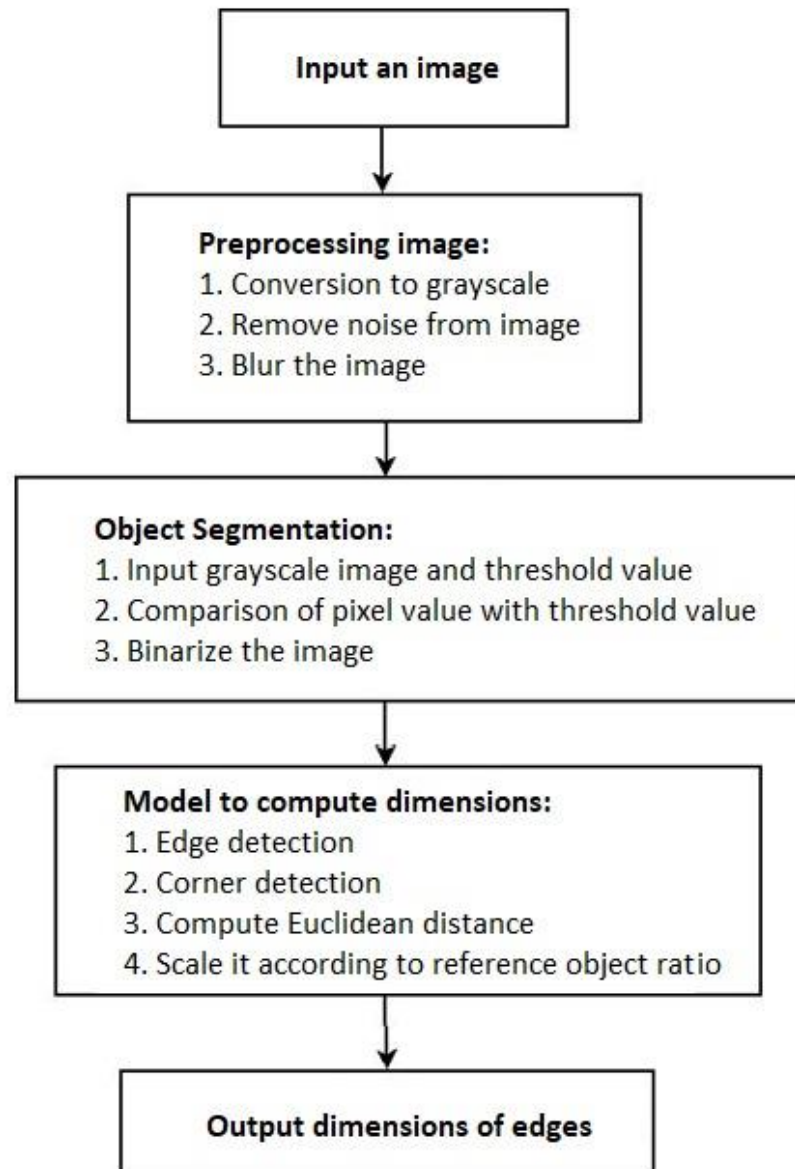 Input an image
Preprocessing image:
1. Conversion to grayscale
2. Remove noise from image
3. Blur the image
Object Segmentation:
1. Input grayscale image and threshold value
2. Comparison of pixel value with threshold value
3. Binarize the image
Model to compute dimensions:
1. Edge detection
2. Corner detection
3. Compute Euclidean distance
4. Scale it according to reference object ratio
Output dimensions of edges